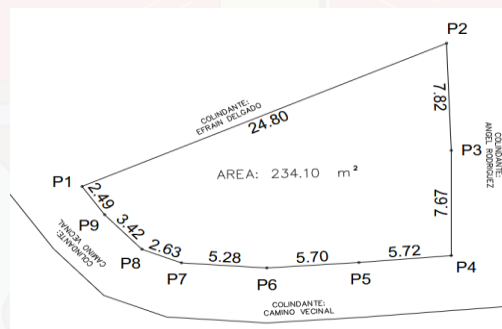 P2
COLINDANTE:
EFRAIN DELGADO
24.80
7.82
COLINDANTE:
ANGEL RODRIGUEZ
P3
AREA: 234.10 m²
P1
2.49
7.67
P9
3.42
COLINDANTE:
CAMINO VECINAL
P8
2.63
P7
5.28
5.70
5.72
P4
P6
P5
COLINDANTE:
CAMINO VECINAL